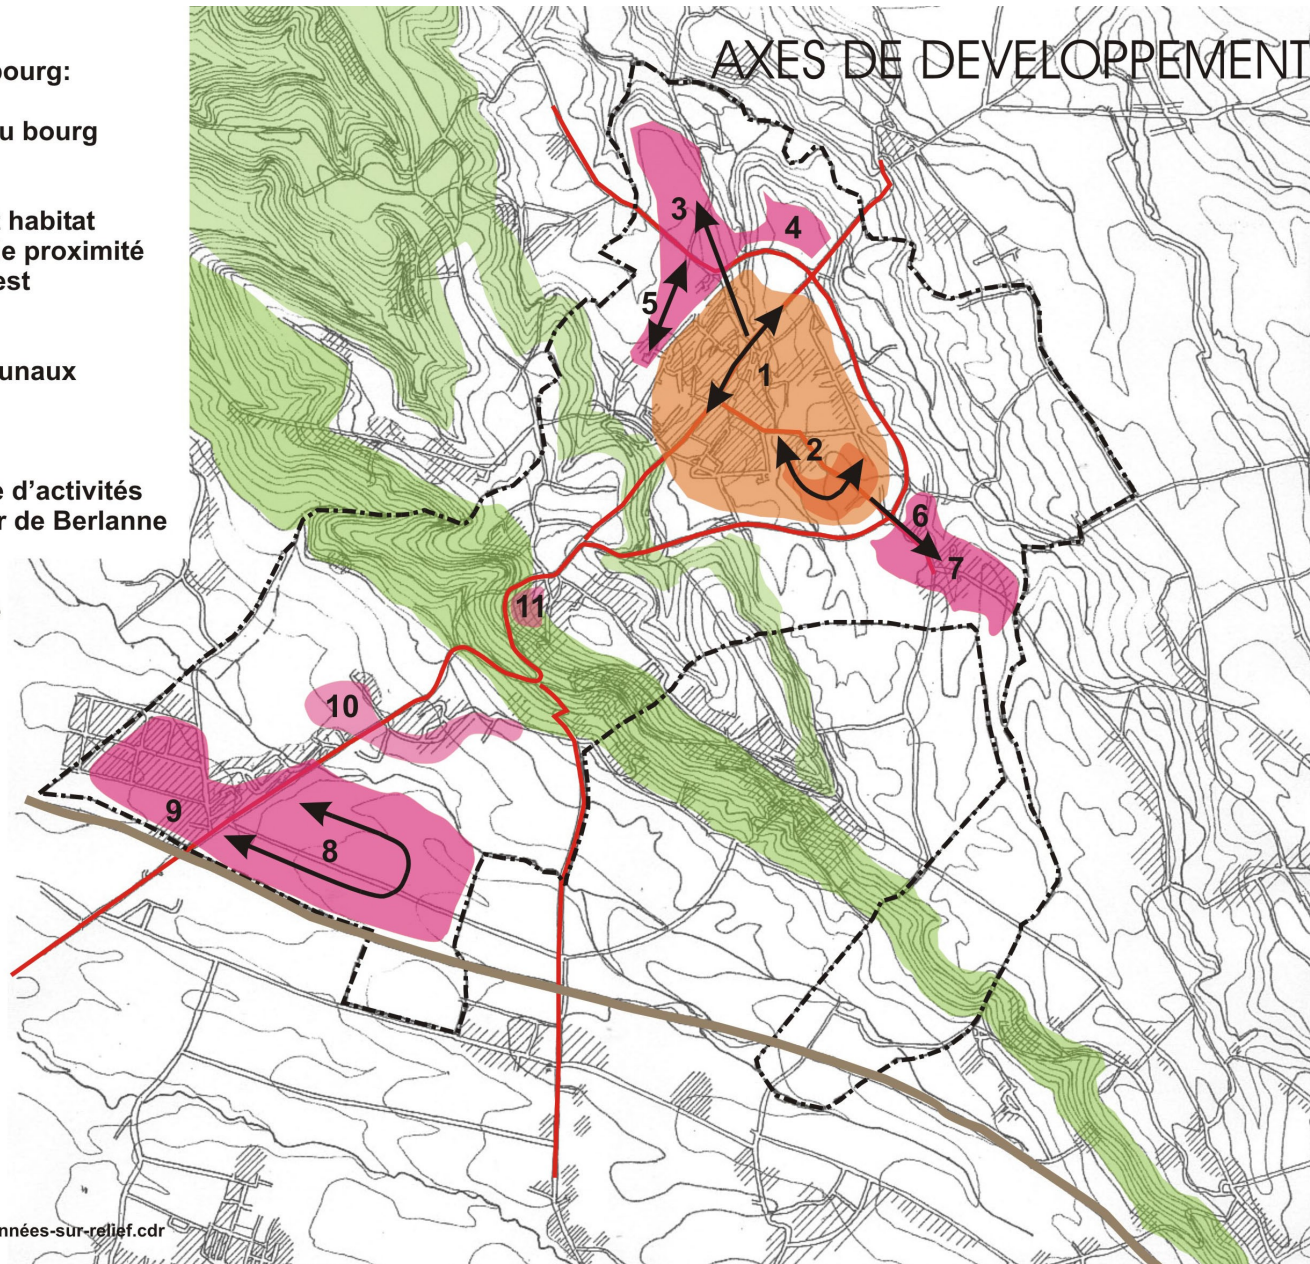 AXES DE DEVELOPPEMENT
bourg:
u bourg
habitat
e proximité
est
unaux
e d’activités
r de Berlanne
3
4
5
1
2
6
7
11
10
9
8
nnées-sur-relief.cdr